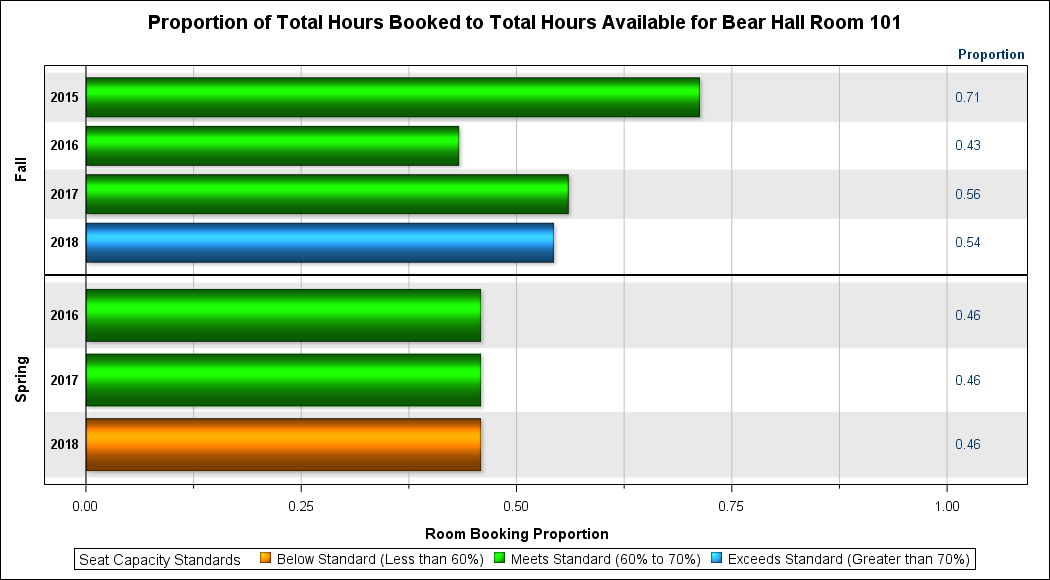 Proportion of Total Hours Booked to Total Hours Available for Bear Hall Room 101
Proportion
Fall
2015 0.71
2016 0.43
2017 0.56
2018 0.54
Spring
2016 0.46
2017 0.46
2018 0.46
0.00 0.25 0.50 0.75 1.00
Room Booking Proportion
Seat Capacity Standards Below Standard (Less than 60%) Meets Standard (60% to 70%) Exceeds Standard (Greater than 70%)